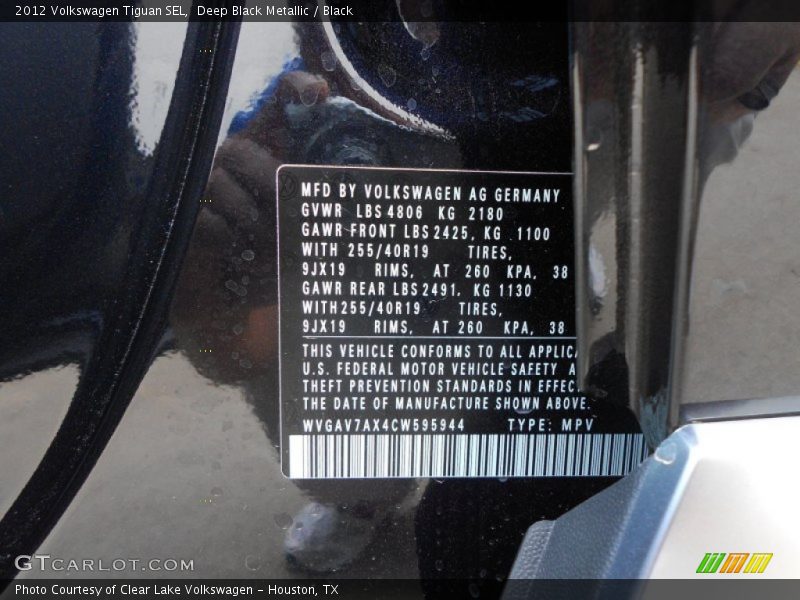 2012 Volkswagen Tiguan SEL, Deep Black Metallic / Black
MFD BY VOLKSWAGEN AG GERMANY
GVWR LBS 4806 KG 2180
GAWR FRONT LBS 2425, KG 1100
WITH 255/40R19 TIRES,
9JX19 RIMS, AT 260 KPA, 38
GAWR REAR LBS 2491, KG 1130
WITH 255/40R19 TIRES,
9JX19 RIMS, AT 260 KPA, 38
THIS VEHICLE CONFORMS TO ALL
U.S. FEDERAL MOTOR VEHICLE SAFETY
THEFT PREVENTION STANDARDS IN
THE DATE OF MANUFACTURE SHOWN ABOVE.
WVGAV7AX4CW595944 TYPE: MPV
GTCARLOT.COM
Photo Courtesy of Clear Lake Volkswagen - Houston, TX